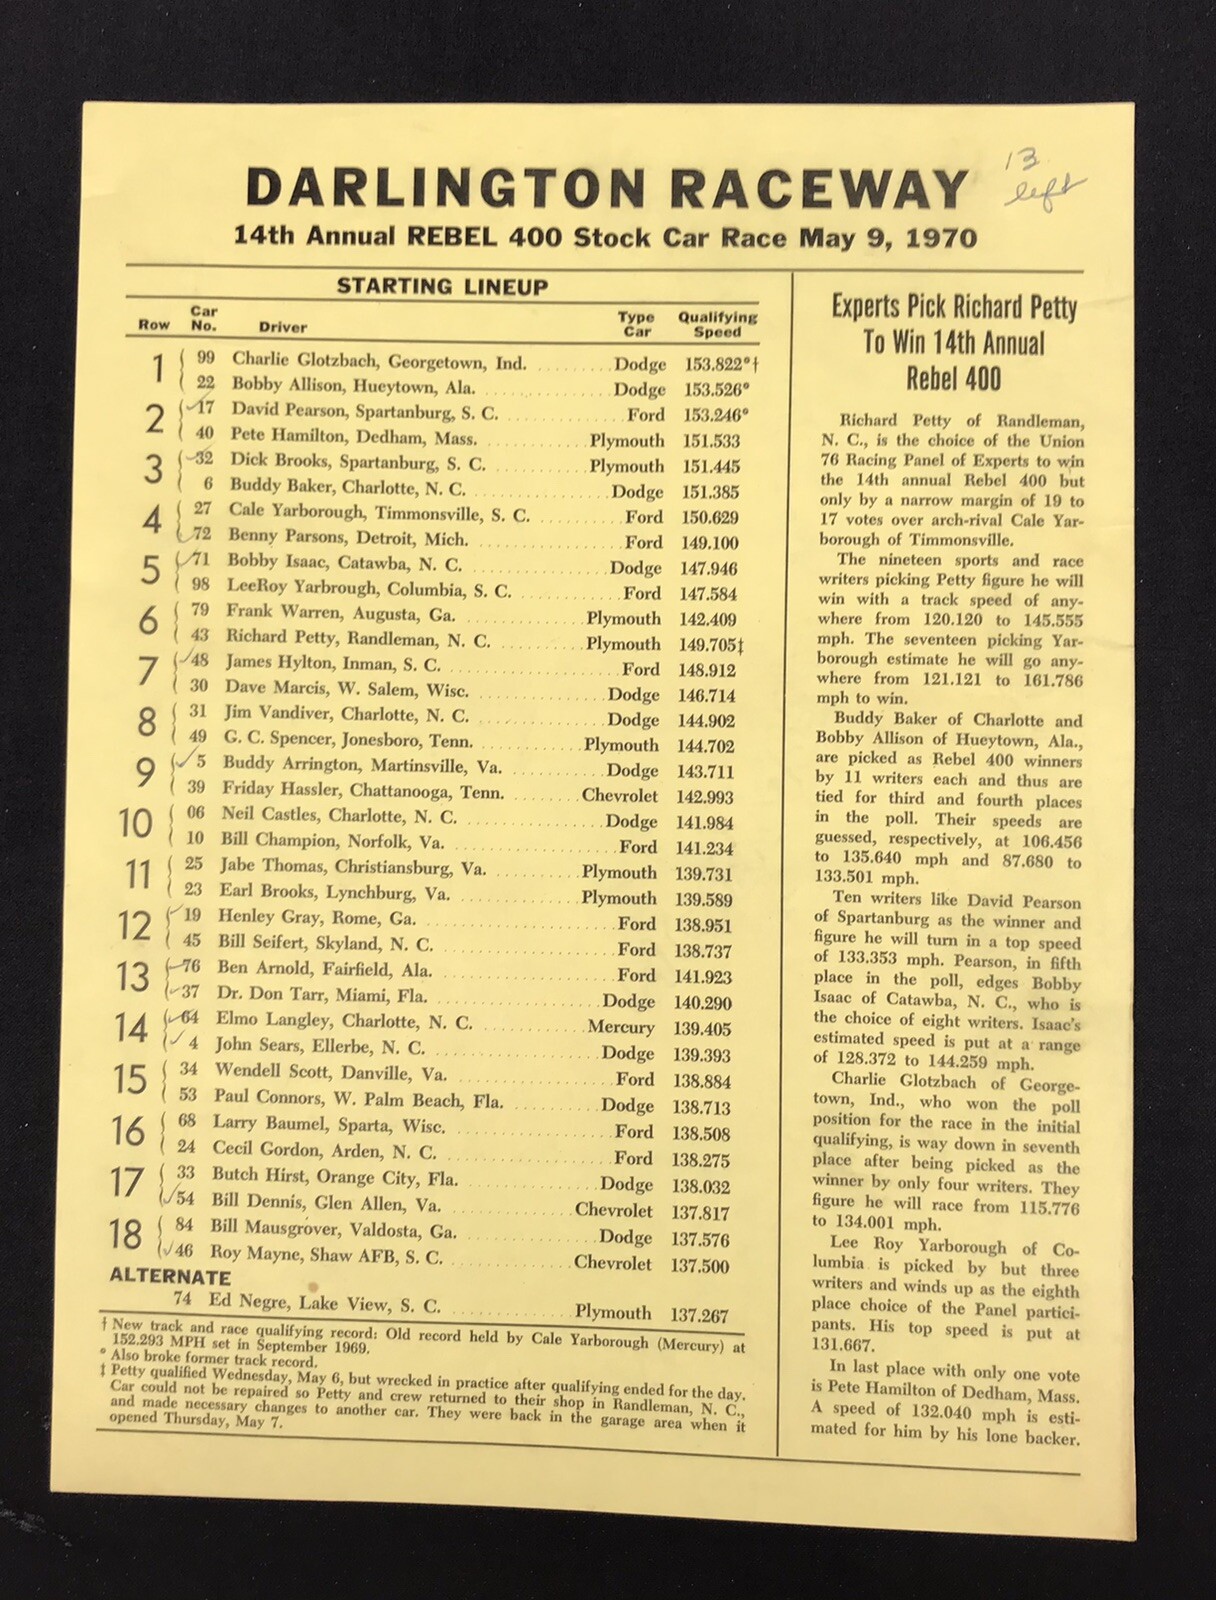 DARLINGTON RACEWAY
13
left
14th Annual REBEL 400 Stock Car Race May 9, 1970
STARTING LINEUP
Row Car No. Driver Type Car Qualifying Speed
1 99 Charlie Glotzbach, Georgetown, Ind. Dodge 153.822*†
22 Bobby Allison, Hueytown, Ala. Dodge 153.526*
2 17 David Pearson, Spartanburg, S. C. Ford 153.246*
40 Pete Hamilton, Dedham, Mass. Plymouth 151.533
3 32 Dick Brooks, Spartanburg, S. C. Plymouth 151.445
6 Buddy Baker, Charlotte, N. C. Dodge 151.385
4 27 Cale Yarborough, Timmonsville, S. C. Ford 150.629
72 Benny Parsons, Detroit, Mich. Ford 149.100
5 71 Bobby Isaac, Catawba, N. C. Dodge 147.946
98 LeeRoy Yarbrough, Columbia, S. C. Ford 147.584
6 79 Frank Warren, Augusta, Ga. Plymouth 142.409
43 Richard Petty, Randleman, N. C. Plymouth 149.705‡
7 48 James Hylton, Inman, S. C. Ford 148.912
30 Dave Marcis, W. Salem, Wisc. Dodge 146.714
8 31 Jim Vandiver, Charlotte, N. C. Dodge 144.902
49 G. C. Spencer, Jonesboro, Tenn. Plymouth 144.702
9 5 Buddy Arrington, Martinsville, Va. Dodge 143.711
39 Friday Hassler, Chattanooga, Tenn. Chevrolet 142.993
10 06 Neil Castles, Charlotte, N. C. Dodge 141.984
10 Bill Champion, Norfolk, Va. Ford 141.234
11 25 Jabe Thomas, Christiansburg, Va. Plymouth 139.731
23 Earl Brooks, Lynchburg, Va. Plymouth 139.589
12 19 Henley Gray, Rome, Ga. Ford 138.951
45 Bill Seifert, Skyland, N. C. Ford 138.737
13 76 Ben Arnold, Fairfield, Ala. Ford 141.923
37 Dr. Don Tarr, Miami, Fla. Dodge 140.290
14 64 Elmo Langley, Charlotte, N. C. Mercury 139.405
4 John Sears, Ellerbe, N. C. Dodge 139.393
15 34 Wendell Scott, Danville, Va. Ford 138.884
53 Paul Connors, W. Palm Beach, Fla. Dodge 138.713
16 68 Larry Baumel, Sparta, Wisc. Ford 138.508
24 Cecil Gordon, Arden, N. C. Ford 138.275
17 33 Butch Hirst, Orange City, Fla. Dodge 138.032
54 Bill Dennis, Glen Allen, Va. Chevrolet 137.817
18 84 Bill Mausgrover, Valdosta, Ga. Dodge 137.576
46 Roy Mayne, Shaw AFB, S. C. Chevrolet 137.500
ALTERNATE
74 Ed Negre, Lake View, S. C. Plymouth 137.267
† New track and race qualifying record: Old record held by Cale Yarborough (Mercury) at
152.293 MPH set in September 1969.
* Also broke former track record.
‡ Petty qualified Wednesday, May 6, but wrecked in practice after qualifying ended for the day.
Car could not be repaired so Petty and crew returned to their shop in Randleman, N. C.,
and made necessary changes to another car. They were back in the garage area when it
opened Thursday, May 7.
Experts Pick Richard Petty
To Win 14th Annual
Rebel 400
Richard Petty of Randleman,
N. C., is the choice of the Union
76 Racing Panel of Experts to win
the 14th annual Rebel 400 but
only by a narrow margin of 19 to
17 votes over arch-rival Cale Yar-
borough of Timmonsville.
The nineteen sports and race
writers picking Petty figure he will
win with a track speed of any-
where from 120.120 to 145.555
mph. The seventeen picking Yar-
borough estimate he will go any-
where from 121.121 to 161.786
mph to win.
Buddy Baker of Charlotte and
Bobby Allison of Hueytown, Ala.,
are picked as Rebel 400 winners
by 11 writers each and thus are
tied for third and fourth places
in the poll. Their speeds are
guessed, respectively, at 106.456
to 135.640 mph and 87.680 to
133.501 mph.
Ten writers like David Pearson
of Spartanburg as the winner and
figure he will turn in a top speed
of 133.353 mph. Pearson, in fifth
place in the poll, edges Bobby
Isaac of Catawba, N. C., who is
the choice of eight writers. Isaac's
estimated speed is put at a range
of 128.372 to 144.259 mph.
Charlie Glotzbach of George-
town, Ind., who won the poll
position for the race in the initial
qualifying, is way down in seventh
place after being picked as the
winner by only four writers. They
figure he will race from 115.776
to 134.001 mph.
Lee Roy Yarborough of Co-
lumbia is picked by but three
writers and winds up as the eighth
place choice of the Panel partici-
pants. His top speed is put at
131.667.
In last place with only one vote
is Pete Hamilton of Dedham, Mass.
A speed of 132.040 mph is esti-
mated for him by his lone backer.